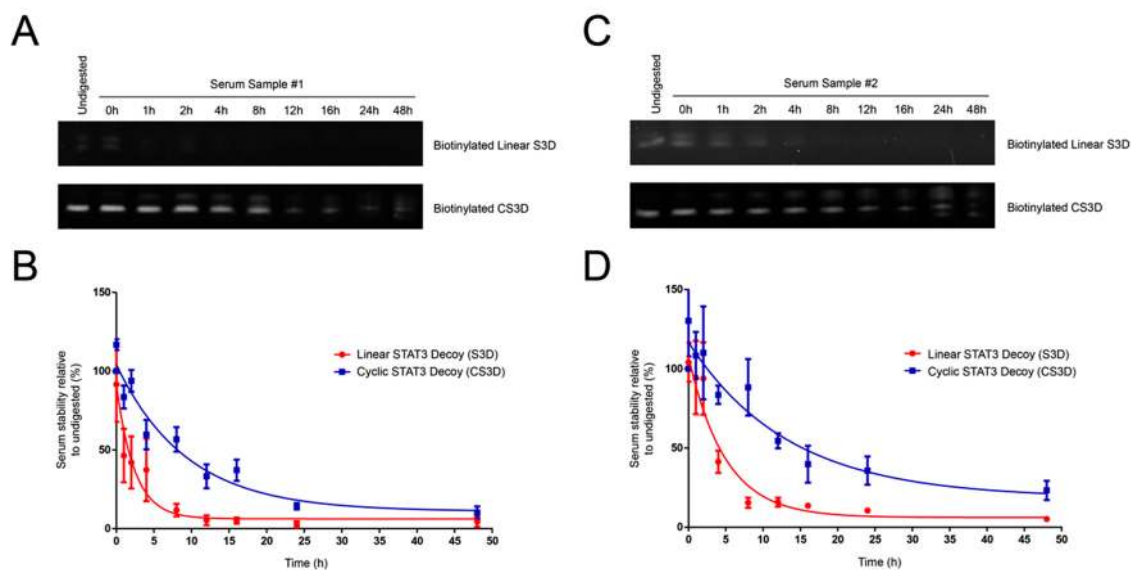 A
Undigested
Serum Sample #1
0h 1h 2h 4h 8h 12h 16h 24h 48h
Biotinylated Linear S3D
Biotinylated CS3D
B
Serum stability relative
to undigested (%)
150
100
50
0
Linear STAT3 Decoy (S3D)
Cyclic STAT3 Decoy (CS3D)
0 5 10 15 20 25 30 35 40 45 50
Time (h)
C
Undigested
Serum Sample #2
0h 1h 2h 4h 8h 12h 16h 24h 48h
Biotinylated Linear S3D
Biotinylated CS3D
D
Serum stability relative
to undigested (%)
150
100
50
0
Linear STAT3 Decoy (S3D)
Cyclic STAT3 Decoy (CS3D)
0 5 10 15 20 25 30 35 40 45 50
Time (h)